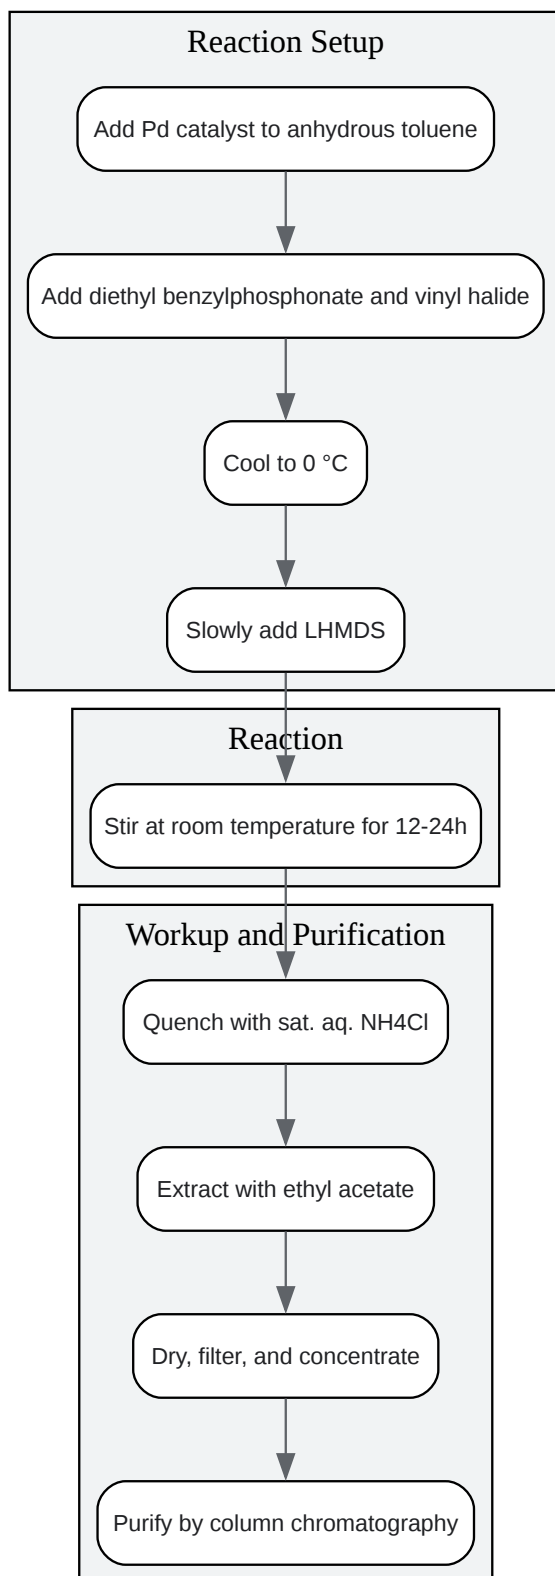 Reaction Setup
Add Pd catalyst to anhydrous toluene
Add diethyl benzylphosphonate and vinyl halide
Cool to 0 °C
Slowly add LHMDS
Reaction
Stir at room temperature for 12-24h
Workup and Purification
Quench with sat. aq. NH4Cl
Extract with ethyl acetate
Dry, filter, and concentrate
Purify by column chromatography